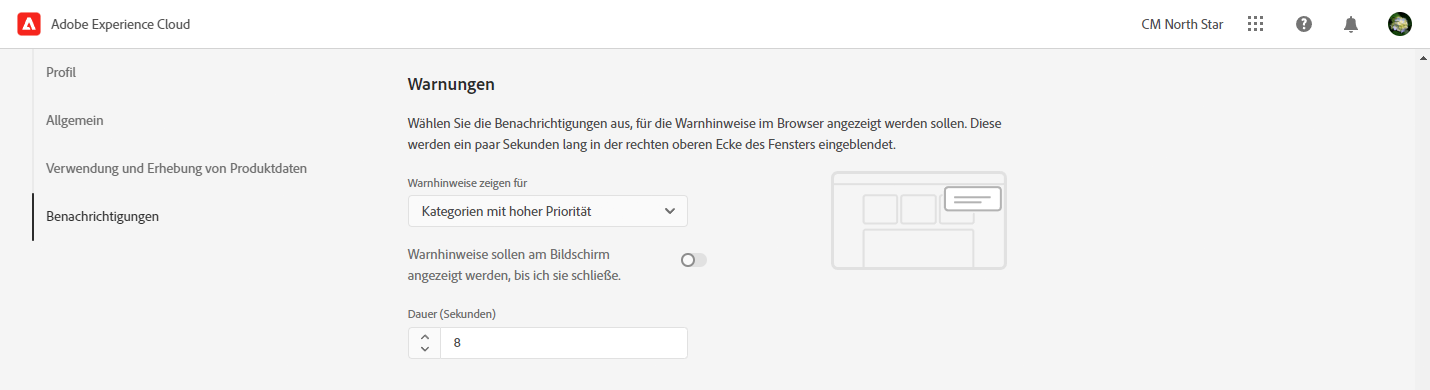 Adobe Experience Cloud
CM North Star
Profil
Allgemein
Verwendung und Erhebung von Produktdaten
Benachrichtigungen
Warnungen
Wählen Sie die Benachrichtigungen aus, für die Warnhinweise im Browser angezeigt werden sollen. Diese
werden ein paar Sekunden lang in der rechten oberen Ecke des Fensters eingeblendet.
Warnhinweise zeigen für
Kategorien mit hoher Priorität
Warnhinweise sollen am Bildschirm
angezeigt werden, bis ich sie schließe.
Dauer (Sekunden)
8